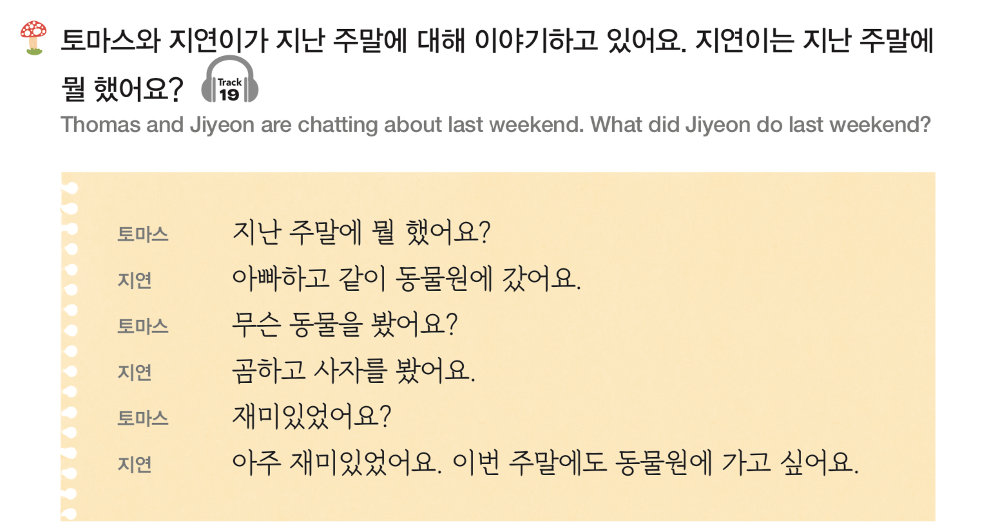 토마스와 지연이가 지난 주말에 대해 이야기하고 있어요. 지연이는 지난 주말에
뭘 했어요? Track 19
Thomas and Jiyeon are chatting about last weekend. What did Jiyeon do last weekend?
토마스 지난 주말에 뭘 했어요?
지연 아빠하고 같이 동물원에 갔어요.
토마스 무슨 동물을 봤어요?
지연 곰하고 사자를 봤어요.
토마스 재미있었어요?
지연 아주 재미있었어요. 이번 주말에도 동물원에 가고 싶어요.